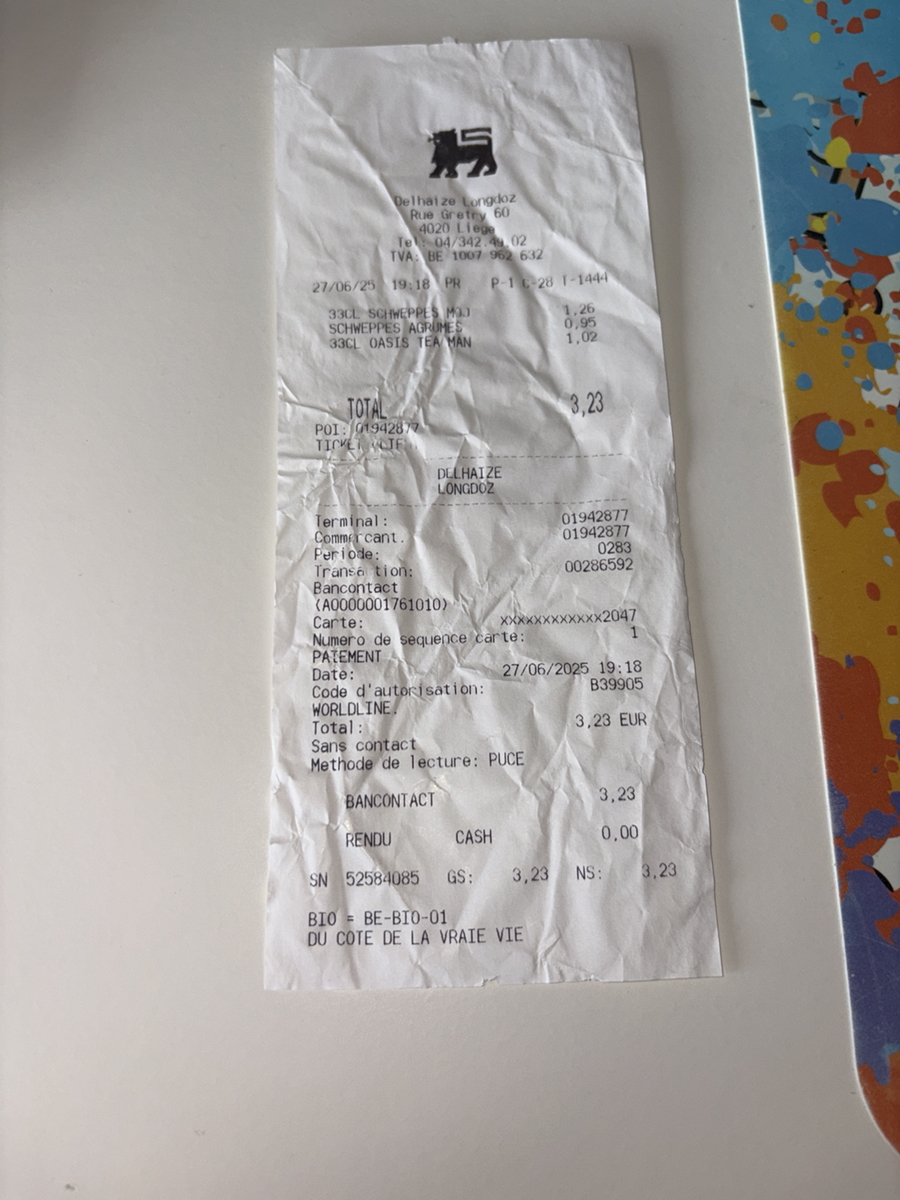 Delhaize Longdoz
Rue Gretry 60
4020 Liege
Tel: 04/342.49.02
TVA: BE 1007 962 632
27/06/25 19:18 PR P-1 C-28 T-1444
33CL SCHWEPPES MOJ 1,26
SCHWEPPES AGRUMES 0,95
33CL OASIS TEA MAN 1,02
TOTAL 3,23
POI: 01942877
TICKET
DELHAIZE
LONGDOZ
Terminal: 01942877
Commercant. 01942877
Periode: 0283
Transaction: 00286592
Bancontact
(A0000001761010)
Carte: xxxxxxxxxxxx2047
Numero de sequence carte: 1
PAIEMENT
Date: 27/06/2025 19:18
Code d'autorisation: B39905
WORLDLINE.
Total: 3,23 EUR
Sans contact
Methode de lecture: PUCE
BANCONTACT 3,23
RENDU CASH 0,00
SN 52584085 GS: 3,23 NS: 3,23
BIO = BE-BIO-01
DU COTE DE LA VRAIE VIE